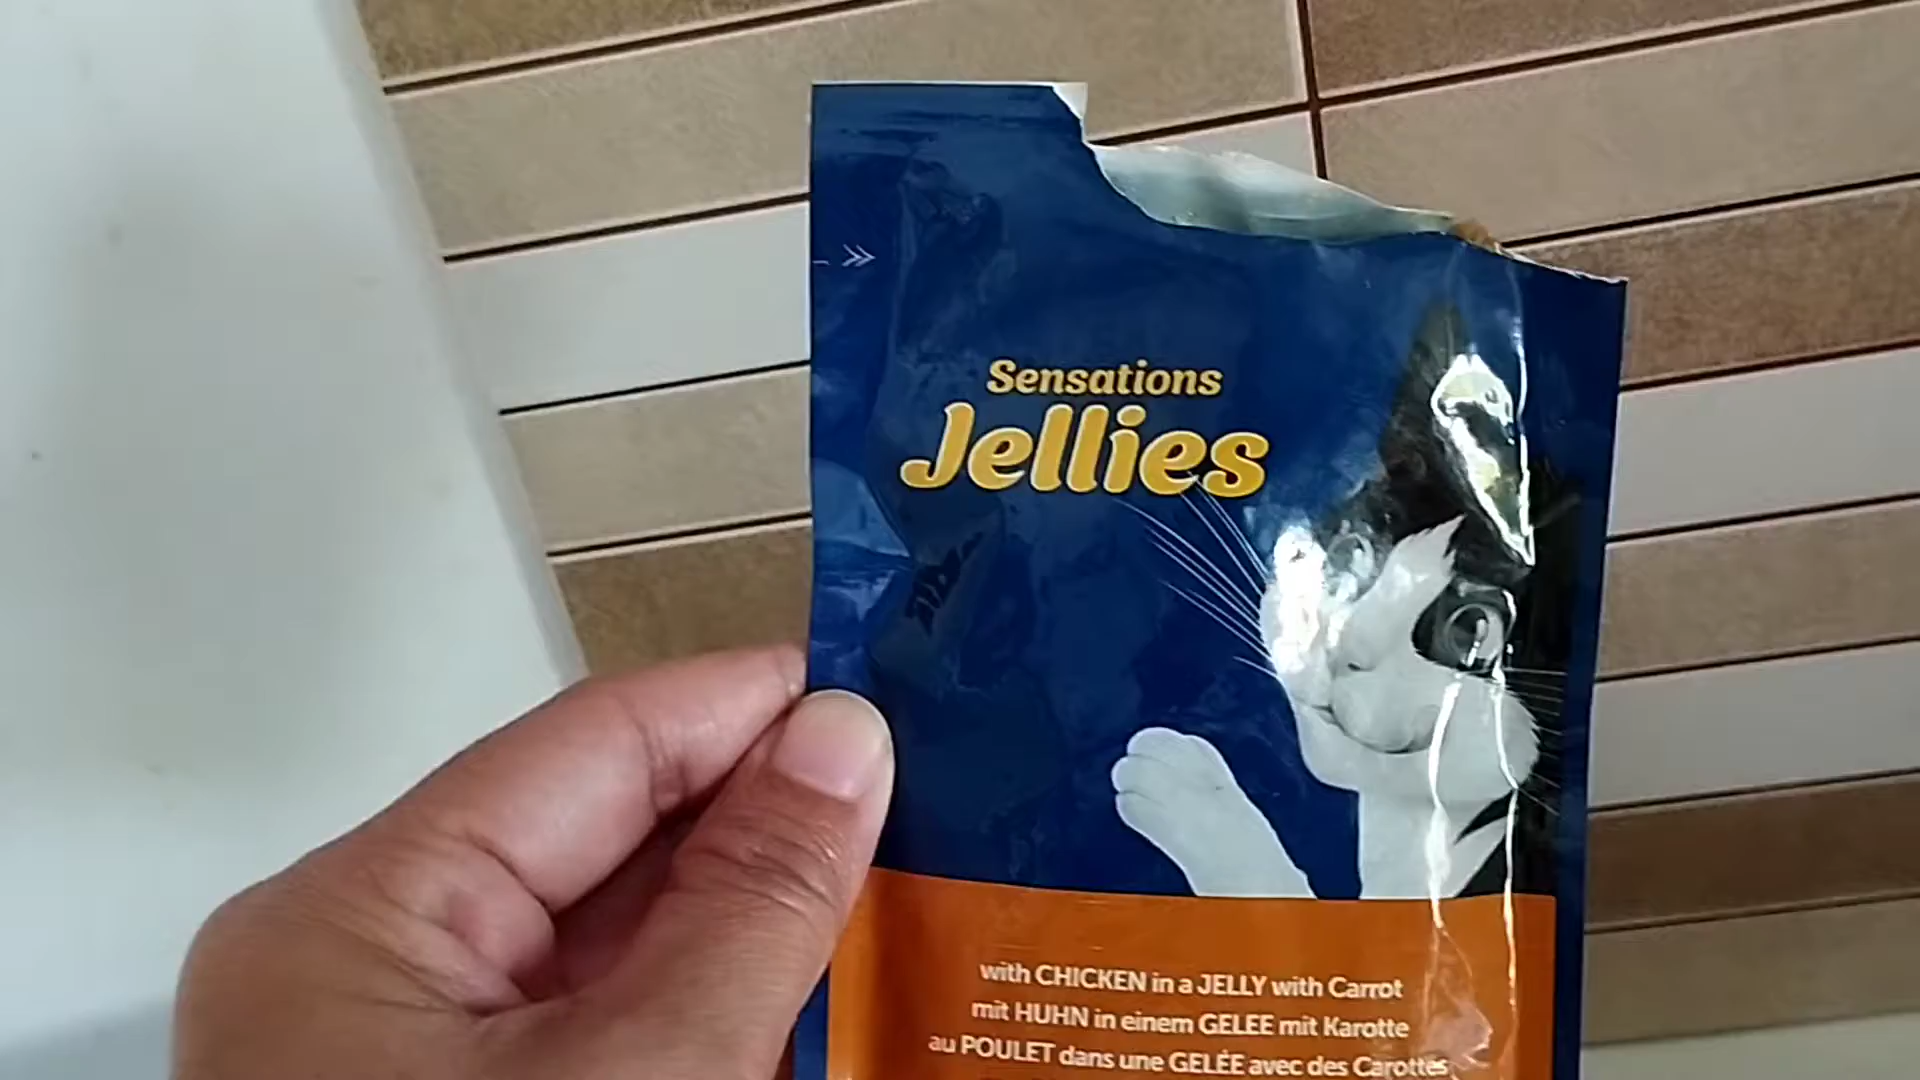 Sensations
Jellies
with CHICKEN in a JELLY with Carrot
mit HUHN in einem GELEE mit Karotte
au POULET dans une GELÉE avec des Carottes